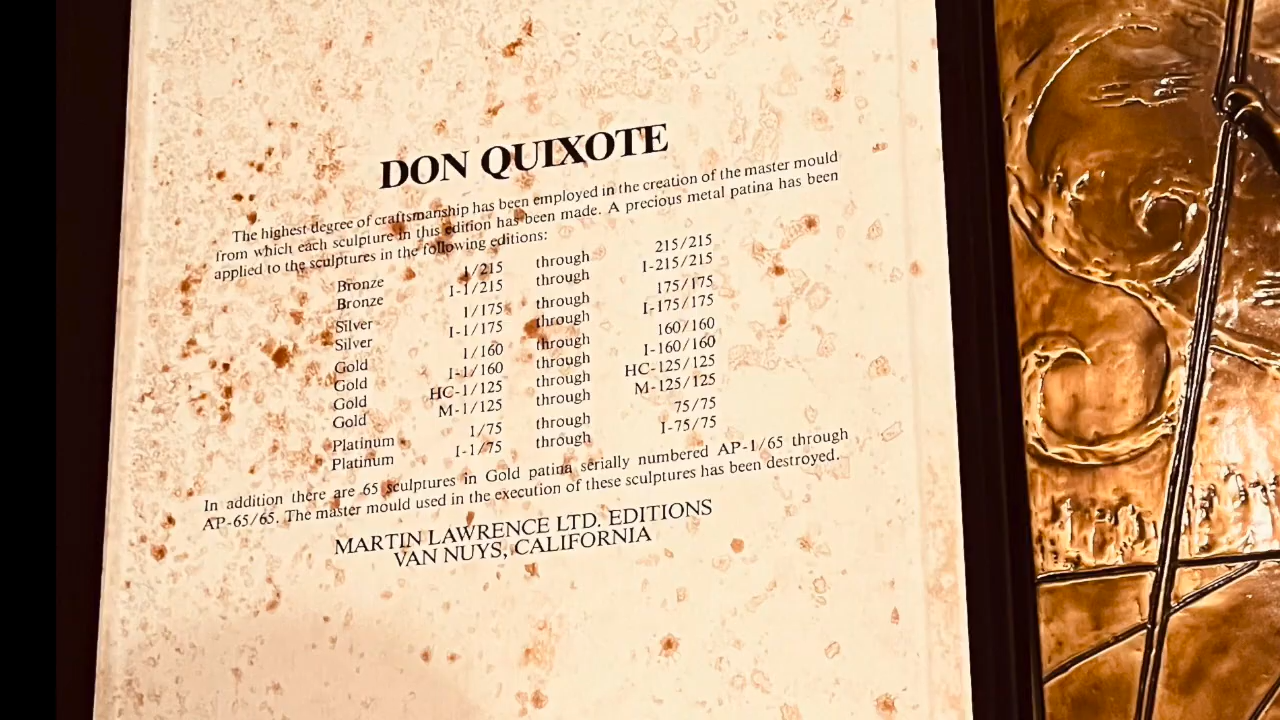 DON QUIXOTE
The highest degree of craftsmanship has been employed in the creation of the master mould
from which each sculpture in this edition has been made. A precious metal patina has been
applied to the sculptures in the following editions:
Bronze 1/215 through 215/215
Bronze I-1/215 through I-215/215
Silver 1/175 through 175/175
Silver I-1/175 through I-175/175
Gold 1/160 through 160/160
Gold I-1/160 through I-160/160
Gold HC-1/125 through HC-125/125
Gold M-1/125 through M-125/125
Platinum 1/75 through 75/75
Platinum I-1/75 through I-75/75
In addition there are 65 sculptures in Gold patina serially numbered AP-1/65 through
AP-65/65. The master mould used in the execution of these sculptures has been destroyed.
MARTIN LAWRENCE LTD. EDITIONS
VAN NUYS, CALIFORNIA